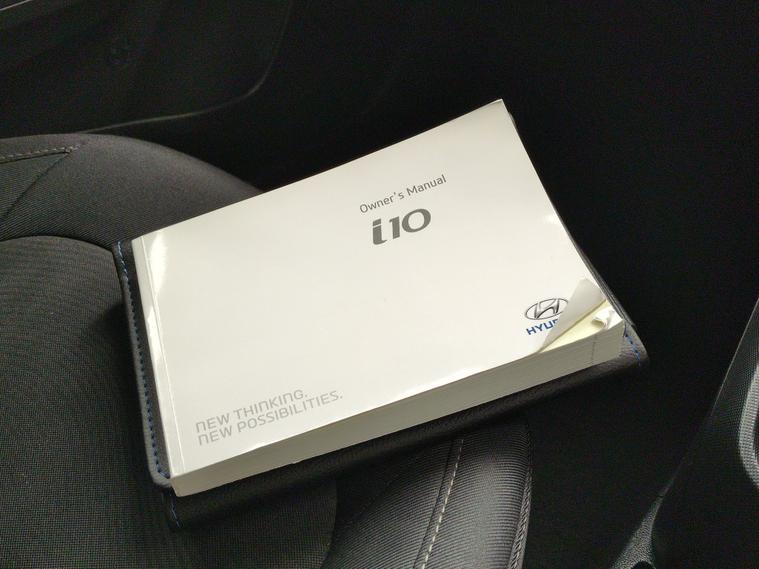 Owner's Manual
i10
NEW THINKING.
NEW POSSIBILITIES.